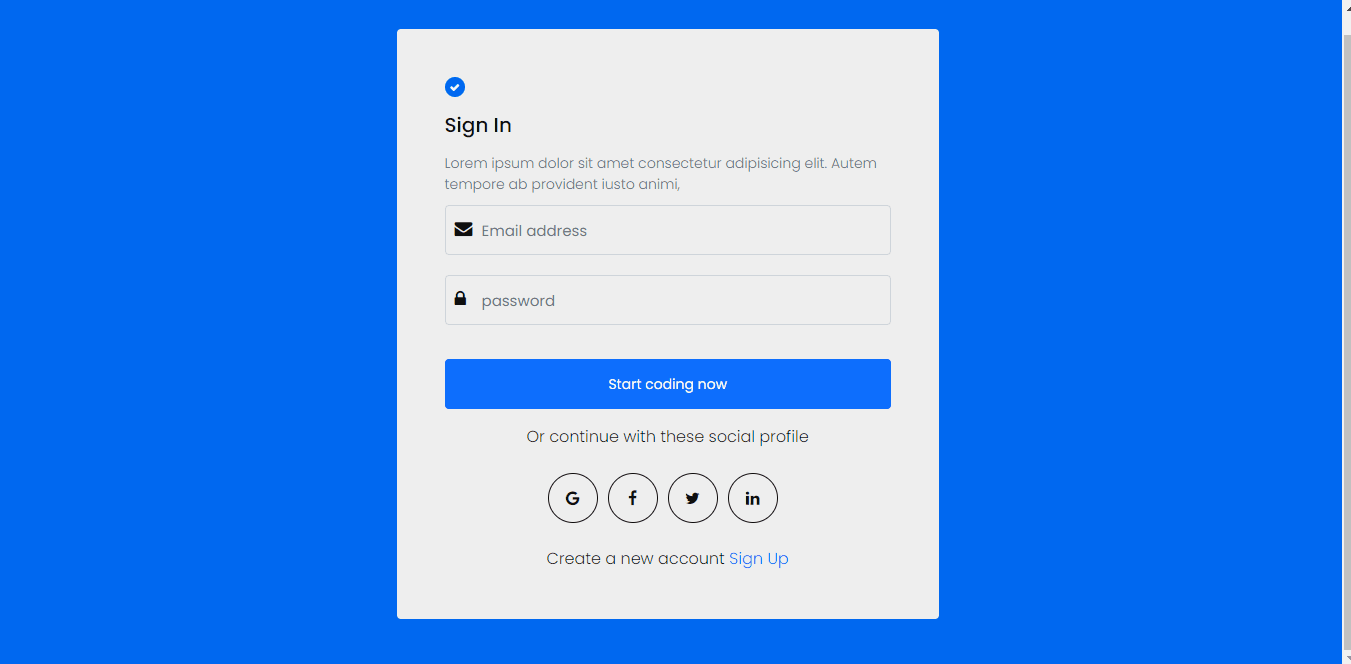 Sign In
Lorem ipsum dolor sit amet consectetur adipisicing elit. Autem
tempore ab provident iusto animi,
Email address
password
Start coding now
Or continue with these social profile
Create a new account Sign Up